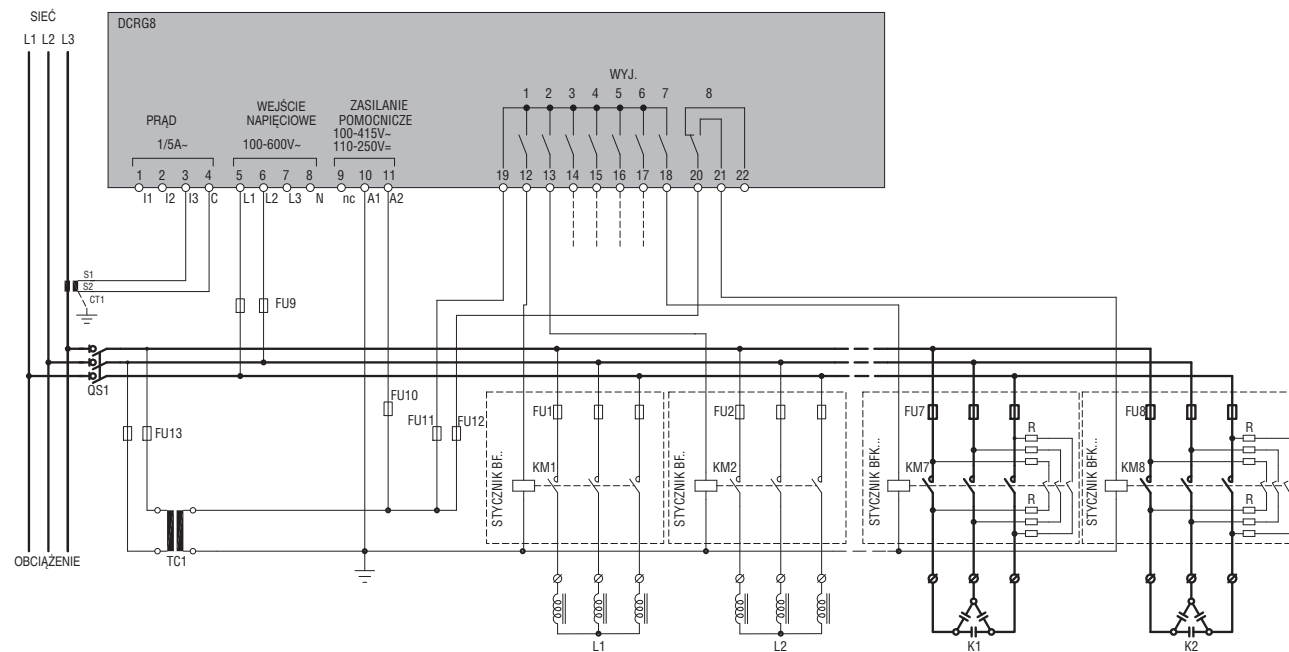 SIEĆ
L1 L2 L3
DCRG8
WYJ.
PRĄD
1/5A~
WEJŚCIE
NAPIĘCIOWE
100-600V~
ZASILANIE
POMOCNICZE
100-415V~
110-250V=
1 2 3 4 5 6 7 8
1 2 3 4 5 6 7 8 9 10 11 19 12 13 14 15 16 17 18 20 21 22
I1 I2 I3 C L1 L2 L3 N nc A1 A2
S1
S2
CT1
FU9
QS1
FU10
FU11
FU12
FU13
TC1
OBCIĄŻENIE
STYCZNIK BF..
FU1
KM1
L1
STYCZNIK BF..
FU2
KM2
L2
STYCZNIK BFK...
FU7
KM7
R
R
K1
STYCZNIK BFK...
FU8
KM8
R
R
K2